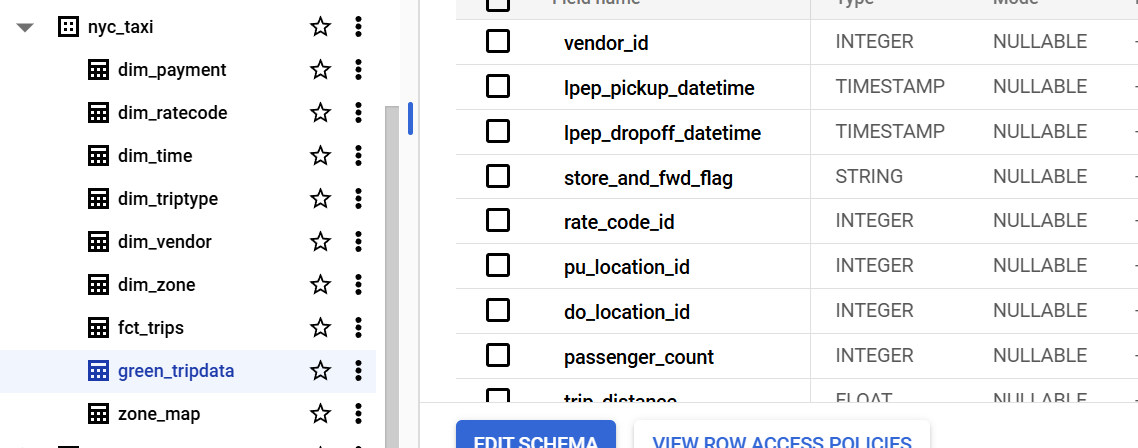 nyc_taxi
dim_payment
dim_ratecode
dim_time
dim_triptype
dim_vendor
dim_zone
fct_trips
green_tripdata
zone_map
Field name Type Mode
vendor_id INTEGER NULLABLE
lpep_pickup_datetime TIMESTAMP NULLABLE
lpep_dropoff_datetime TIMESTAMP NULLABLE
store_and_fwd_flag STRING NULLABLE
rate_code_id INTEGER NULLABLE
pu_location_id INTEGER NULLABLE
do_location_id INTEGER NULLABLE
passenger_count INTEGER NULLABLE
trip_distance FLOAT NULLABLE
EDIT SCHEMA VIEW ROW ACCESS POLICIES